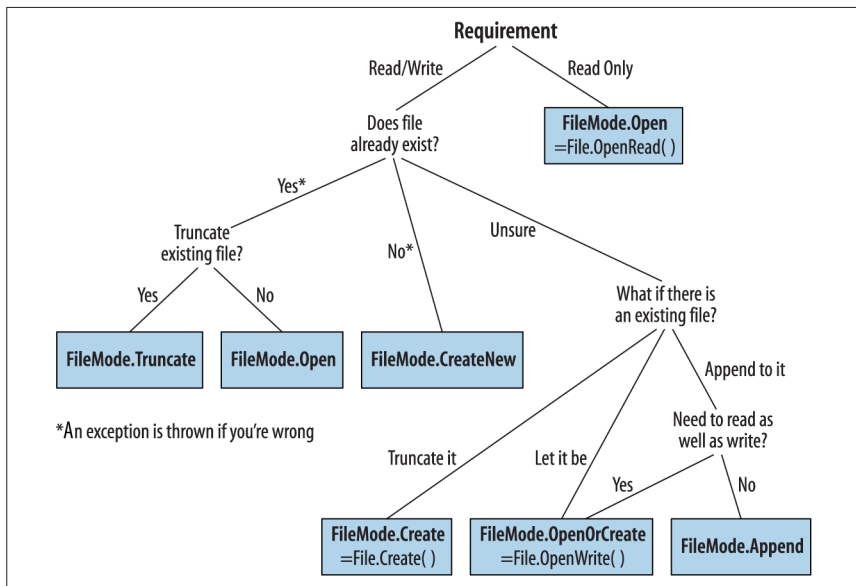 Requirement
Read/Write
Read Only
Does file
already exist?
FileMode.Open
=File.OpenRead( )
Yes*
No*
Unsure
Truncate
existing file?
Yes
No
What if there is
an existing file?
FileMode.Truncate
FileMode.Open
FileMode.CreateNew
Append to it
*An exception is thrown if you're wrong
Need to read as
well as write?
Truncate it
Let it be
Yes
No
FileMode.Create
=File.Create( )
FileMode.OpenOrCreate
=File.OpenWrite( )
FileMode.Append